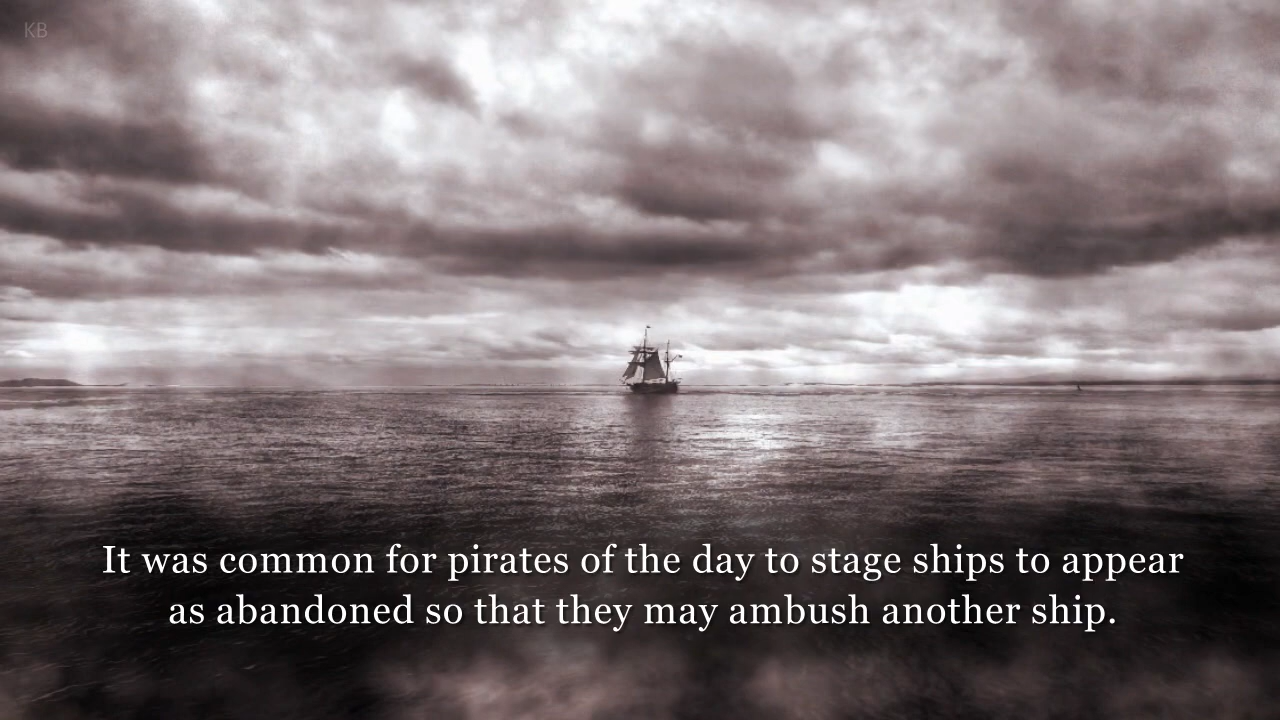 KB
It was common for pirates of the day to stage ships to appear
as abandoned so that they may ambush another ship.